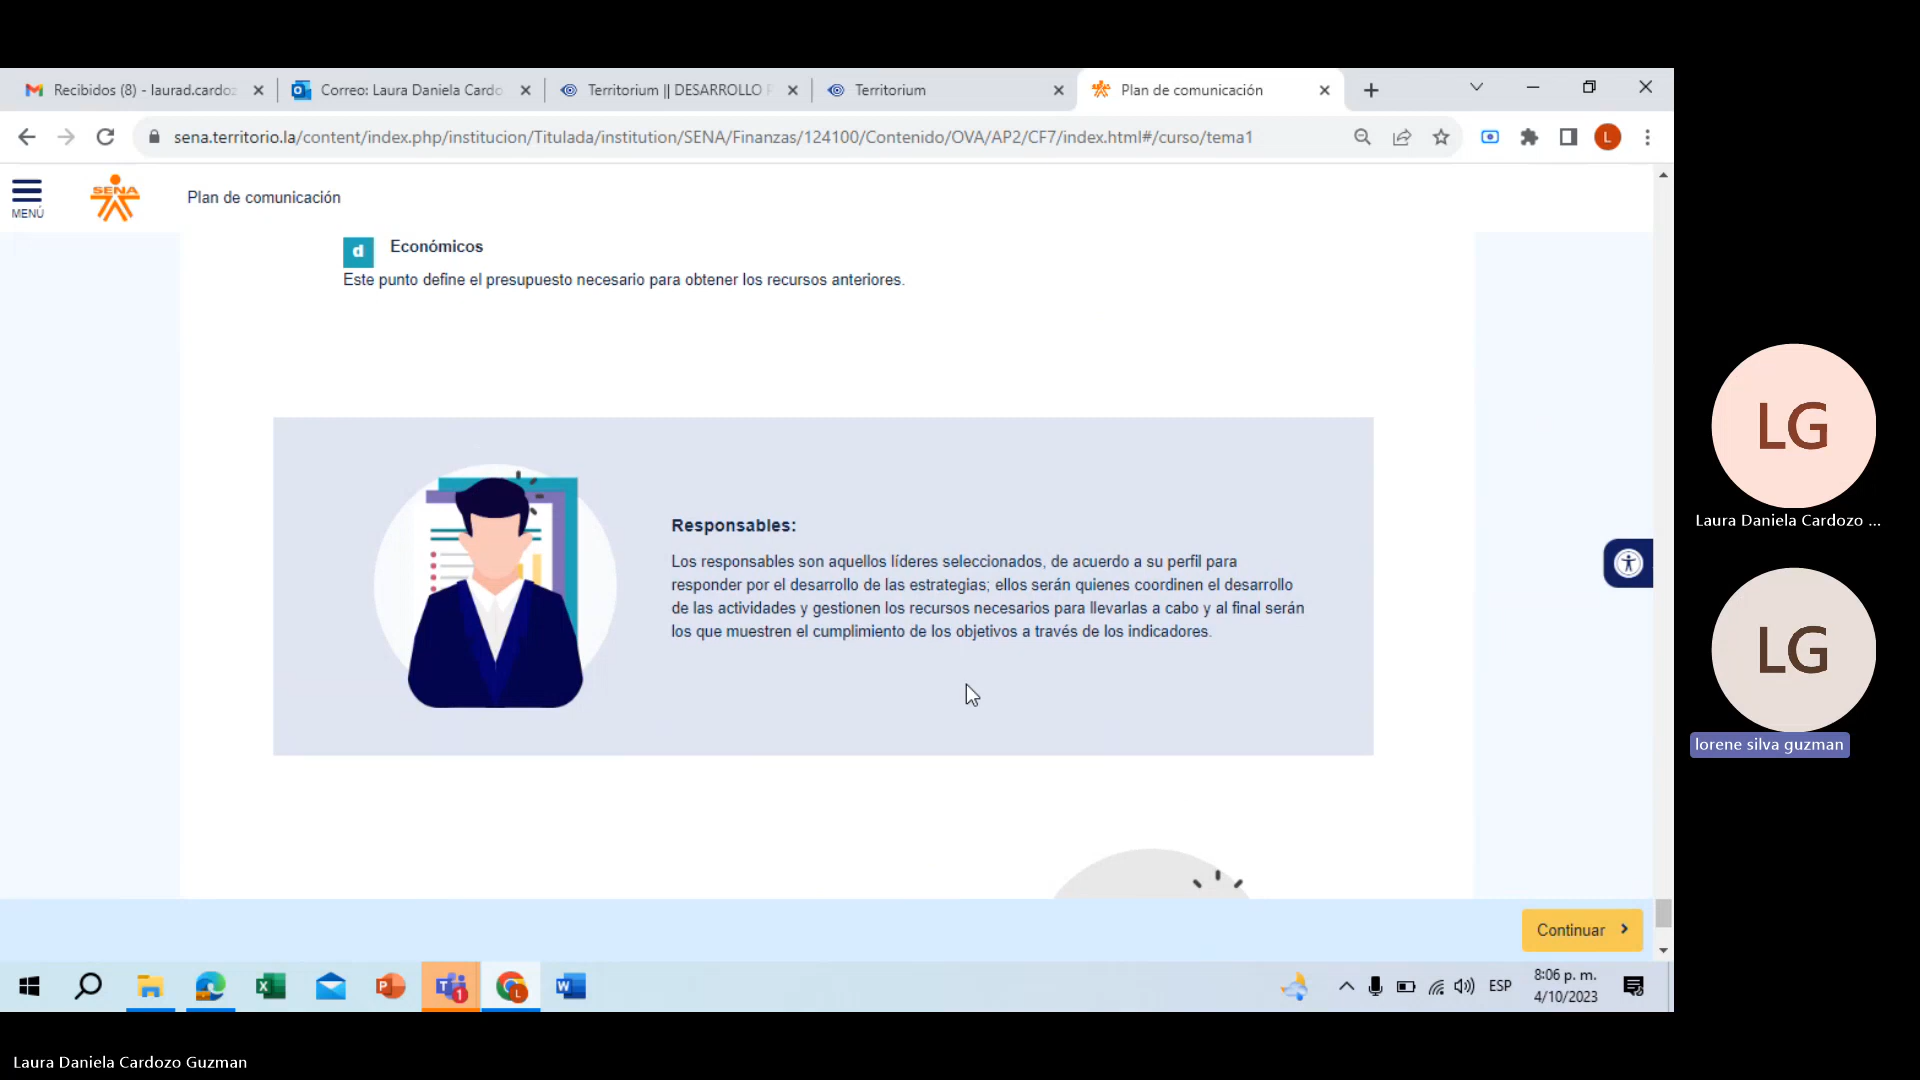 Recibidos (8) - laurad.cardoz
Correo: Laura Daniela Cardo
Territorium || DESARROLLO
Territorium
Plan de comunicación
L
sena.territorio.la/content/index.php/institucion/Titulada/institution/SENA/Finanzas/124100/Contenido/OVA/AP2/CF7/index.html#/curso/tema1
MENÚ
SENA
Plan de comunicación
d
Económicos
Este punto define el presupuesto necesario para obtener los recursos anteriores.
Responsables:
Los responsables son aquellos líderes seleccionados, de acuerdo a su perfil para
responder por el desarrollo de las estrategias; ellos serán quienes coordinen el desarrollo
de las actividades y gestionen los recursos necesarios para llevarlas a cabo y al final serán
los que muestren el cumplimiento de los objetivos a través de los indicadores.
Continuar
ESP
8:06 p. m.
4/10/2023
LG
Laura Daniela Cardozo ...
LG
lorene silva guzman
Laura Daniela Cardozo Guzman